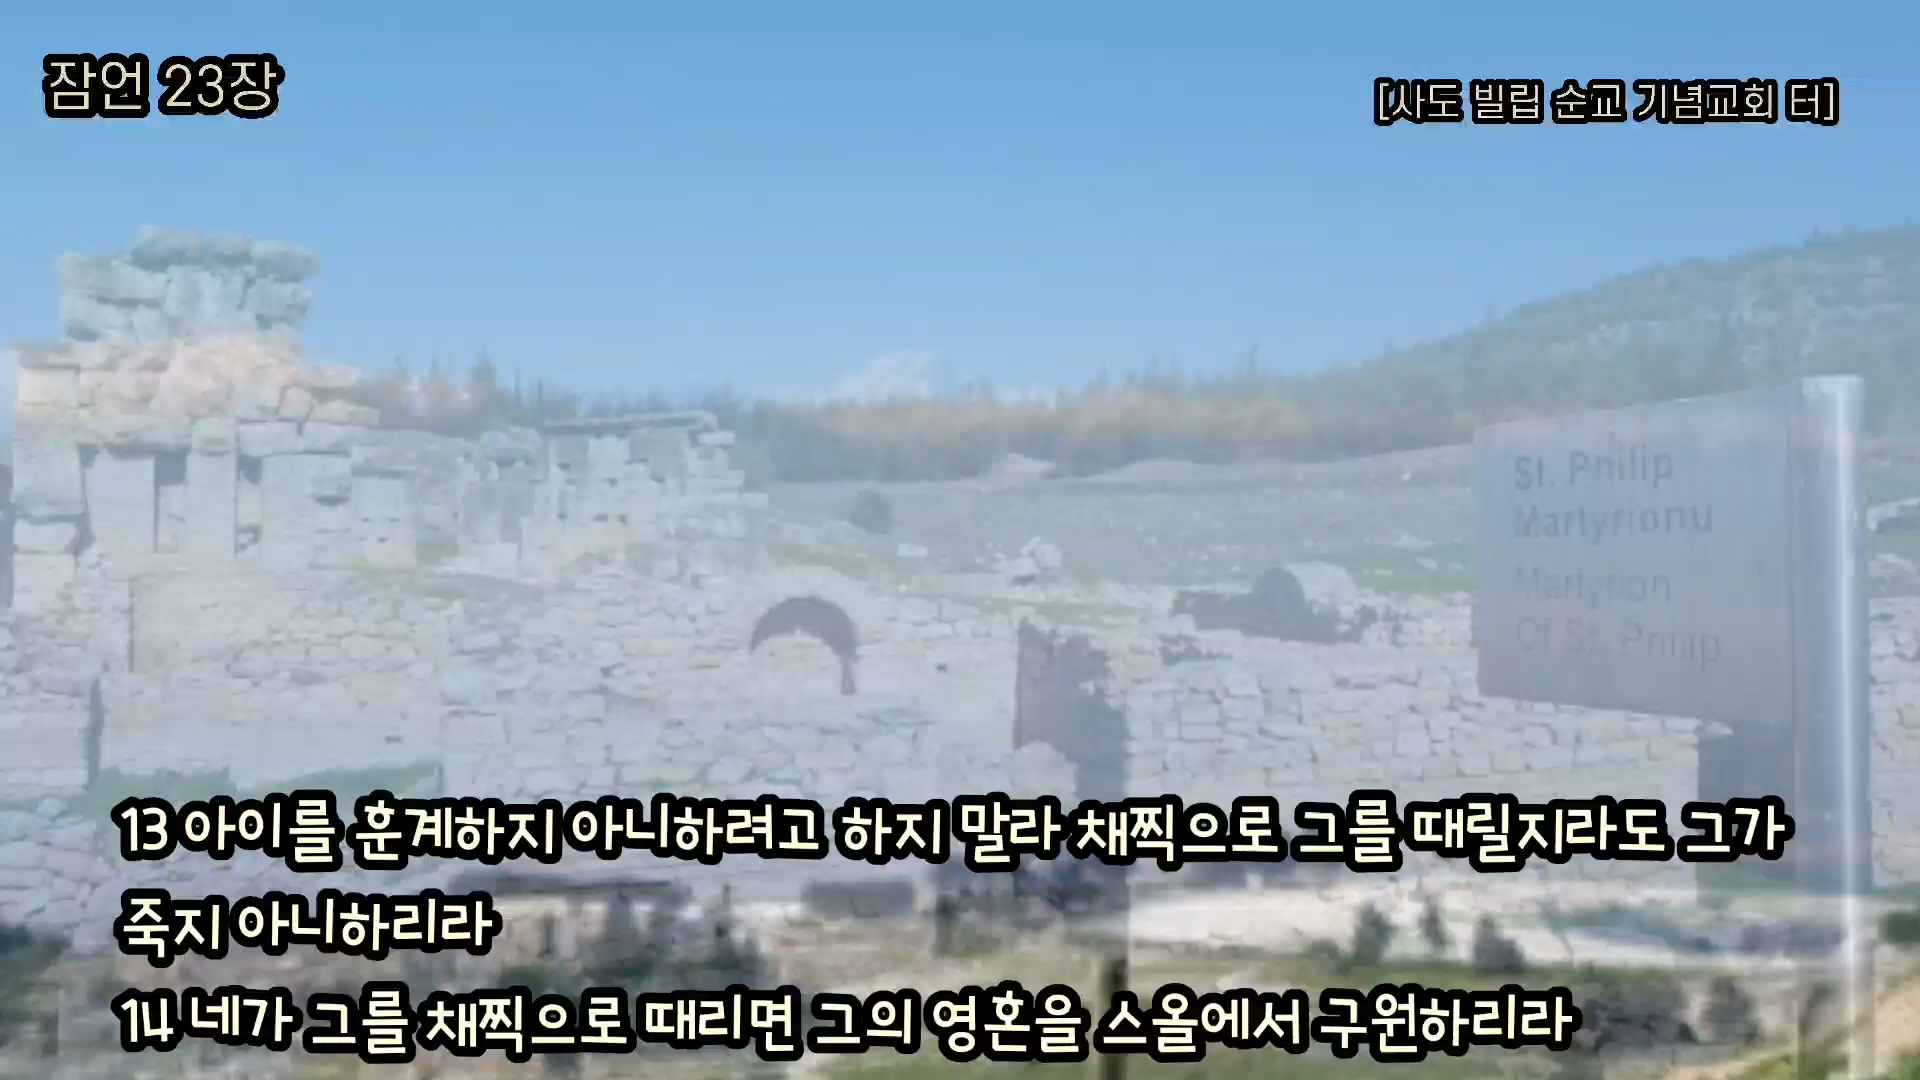 잠언 23장
[사도 빌립 순교 기념교회 터]
St. Philip
Martyrionu
Martyrion
Of St. Philip
13 아이를 훈계하지 아니하려고 하지 말라 채찍으로 그를 때릴지라도 그가
죽지 아니하리라
14 네가 그를 채찍으로 때리면 그의 영혼을 스올에서 구원하리라